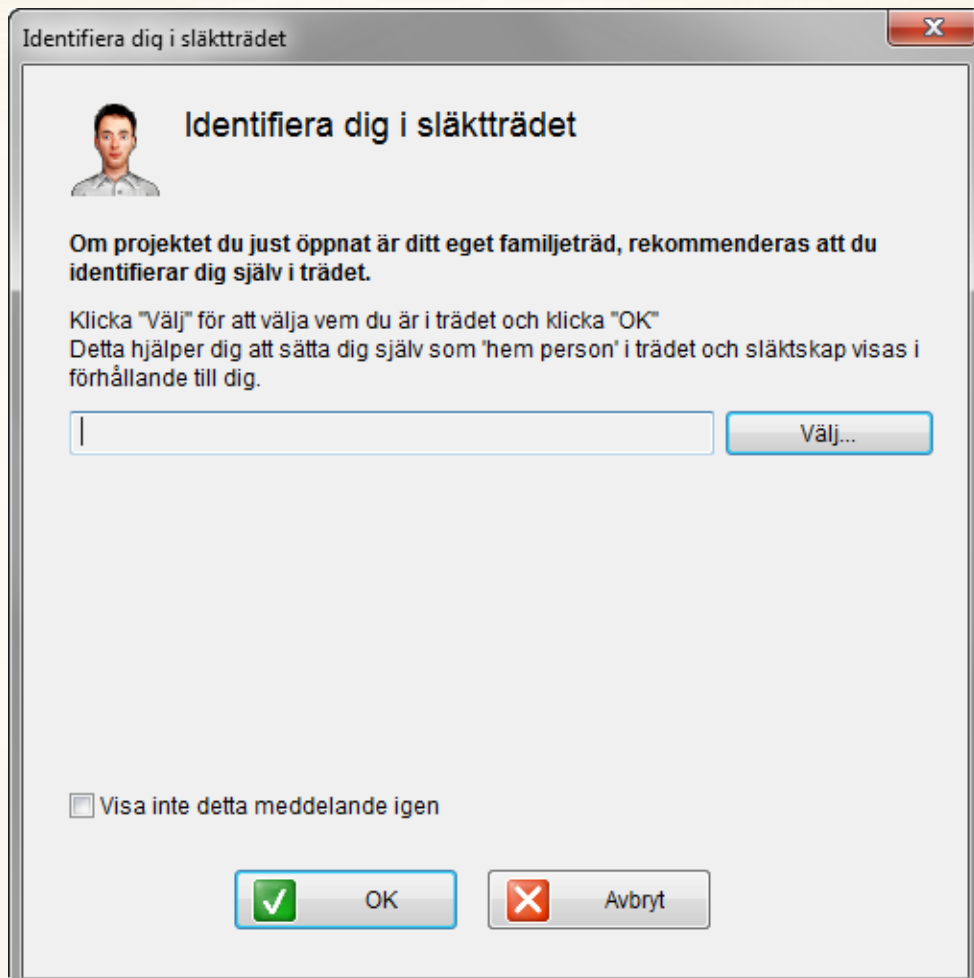 Identifiera dig i släktträdet
Identifiera dig i släktträdet
Om projektet du just öppnat är ditt eget familjeträd, rekommenderas att du
identifierar dig själv i trädet.
Klicka "Välj" för att välja vem du är i trädet och klicka "OK"
Detta hjälper dig att sätta dig själv som 'hem person' i trädet och släktskap visas i
förhållande till dig.
Välj...
Visa inte detta meddelande igen
OK
Avbryt